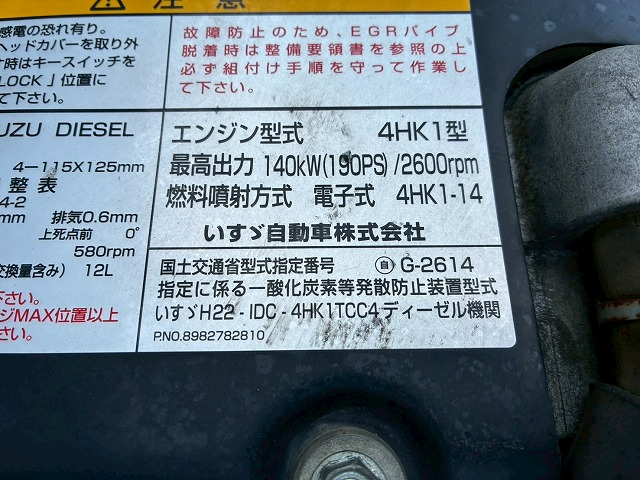 ⚠ 注意
感電の恐れ有り。
ヘッドカバーを取り外
時はキースイッチを
LOCK」位置に
て下さい。
故障防止のため、EGRパイプ
脱着時は整備要領書を参照の上
必ず組付け手順を守って作業し
て下さい。
UZU DIESEL
4-115X125mm
整表
4-2
mm 排気0.6mm
上死点前 0°
580rpm
交換量含み) 12L
下さい。
ジMAX位置以上
て下さい。
エンジン型式 4HK1型
最高出力 140kW(190PS)/2600rpm
燃料噴射方式 電子式 4HK1-14
いすゞ自動車株式会社
国土交通省型式指定番号 自 G-2614
指定に係る一酸化炭素等発散防止装置型式
いすゞH22-IDC-4HK1TCC4ディーゼル機関
P.NO.8982782810